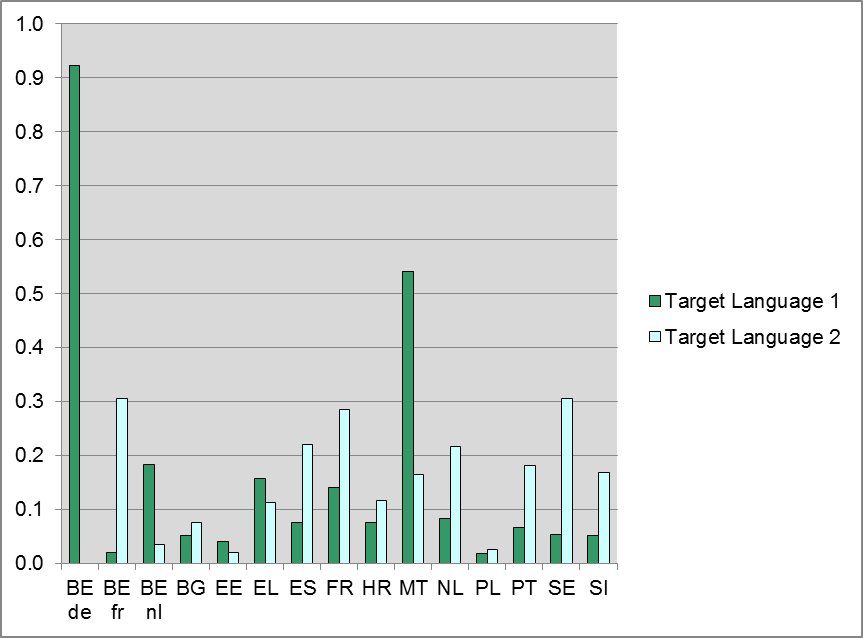 1.0
0.9
0.8
0.7
0.6
0.5
0.4
0.3
0.2
0.1
0.0
BE BE BE BG EE EL ES FR HR MT NL PL PT SE SI
de fr nl
Target Language 1
Target Language 2